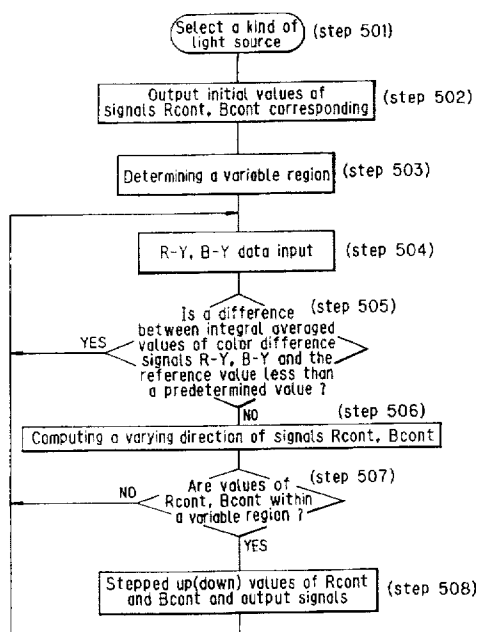 Select a kind of
light source
(step 501)
Output initial values of
signals Rcont, Bcont corresponding
(step 502)
Determining a variable region
(step 503)
R-Y, B-Y data input
(step 504)
(step 505)
Is a difference
between integral averaged
values of color difference
signals R-Y, B-Y and the
reference value less than
a predetermined value ?
YES
NO
(step 506)
Computing a varying direction of signals Rcont, Bcont
(step 507)
Are values of
Rcont, Bcont within
a variable region ?
NO
YES
Stepped up(down) values of Rcont
and Bcont and output signals
(step 508)